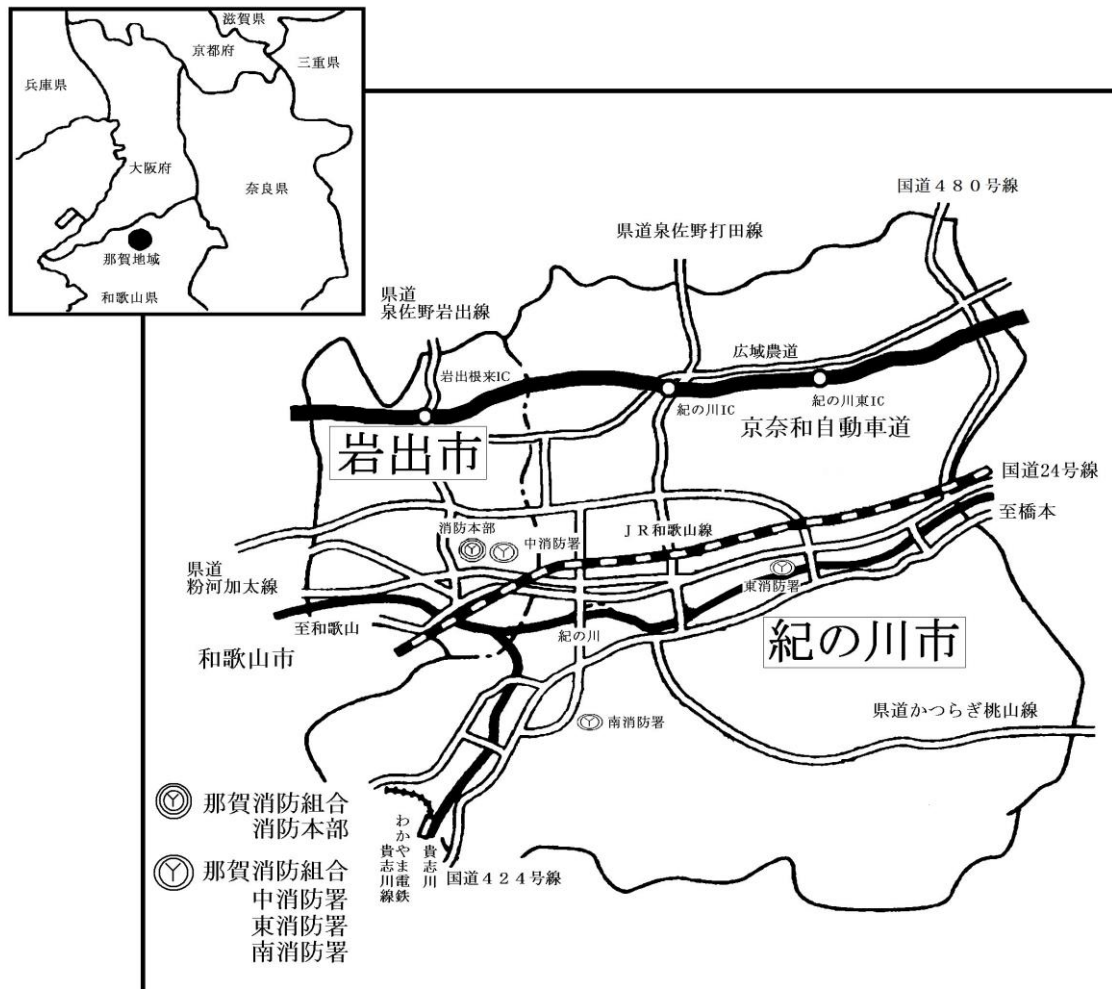 滋賀県
京都府
三重県
兵庫県
大阪府
奈良県
那賀地域
和歌山県
国道４８０号線
県道泉佐野打田線
県道
泉佐野岩出線
広域農道
岩出根来IC
紀の川IC
紀の川東IC
京奈和自動車道
岩出市
国道24号線
至橋本
消防本部
中消防署
ＪＲ和歌山線
県道
粉河加太線
東消防署
至和歌山
紀の川
紀の川市
和歌山市
南消防署
県道かつらぎ桃山線
那賀消防組合
消防本部
那賀消防組合
中消防署
東消防署
南消防署
わかやま電鉄
貴志川線
貴志川
国道４２４号線